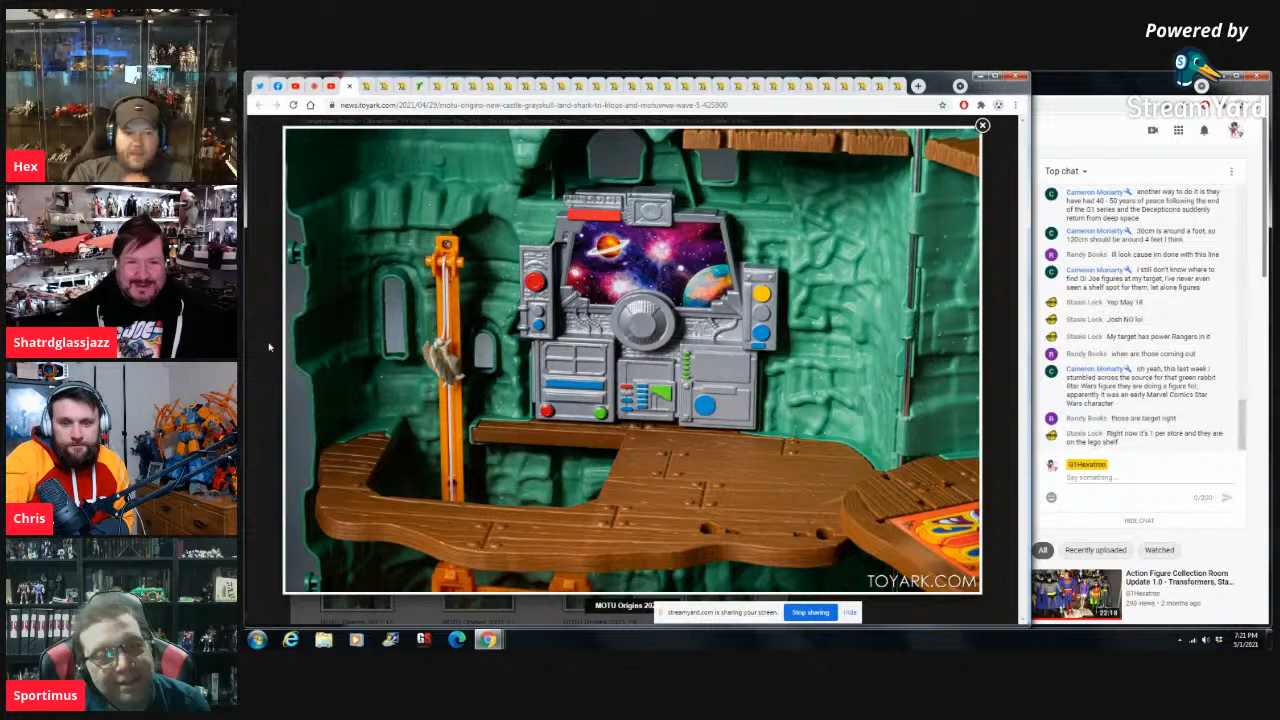 Powered by
StreamYard
Hex
Shatrdglassjazz
Chris
Sportimus
news.toyark.com/2021/04/29/motu-origins-new-castle-grayskull-land-shark-tri-klops-and-motuwwe-wave-5-425900
TOYARK.COM
MOTU Origins 202
streamyard.com is sharing your screen.
Stop sharing
Hide
Top chat
Cameron Moriarty another way to do it is they
have had 40 - 50 years of peace following the
end of the G1 series and the Decepticons suddenly
return from deep space
Cameron Moriarty 30cm is around a foot, so
120cm should be around 4 feet I think
Randy Books ill look cause im done with this line
Cameron Moriarty i still don't know where to
find GI Joe figures at my target, I've never even
seen a shelf spot for them, let alone figures
Stasis Lock Yep May 18
Stasis Lock Josh NO lol
Stasis Lock My target has power Rangers in it
Randy Books when are those coming out
Cameron Moriarty oh yeah, this last week i
stumbled across the source for that green rabbit
Star Wars figure they are doing a figure for,
apparently it was an early Marvel Comics Star
Wars character
Randy Books those are target right
Stasis Lock Right now it's 1 per store and they are
on the lego shelf
G1Hexatron
Say something...
0/200
HIDE CHAT
All
Recently uploaded
Watched
Action Figure Collection Room
Update 1.0 - Transformers, Sta...
G1Hexatron
290 views • 2 months ago
22:18
7:21 PM
5/1/2021